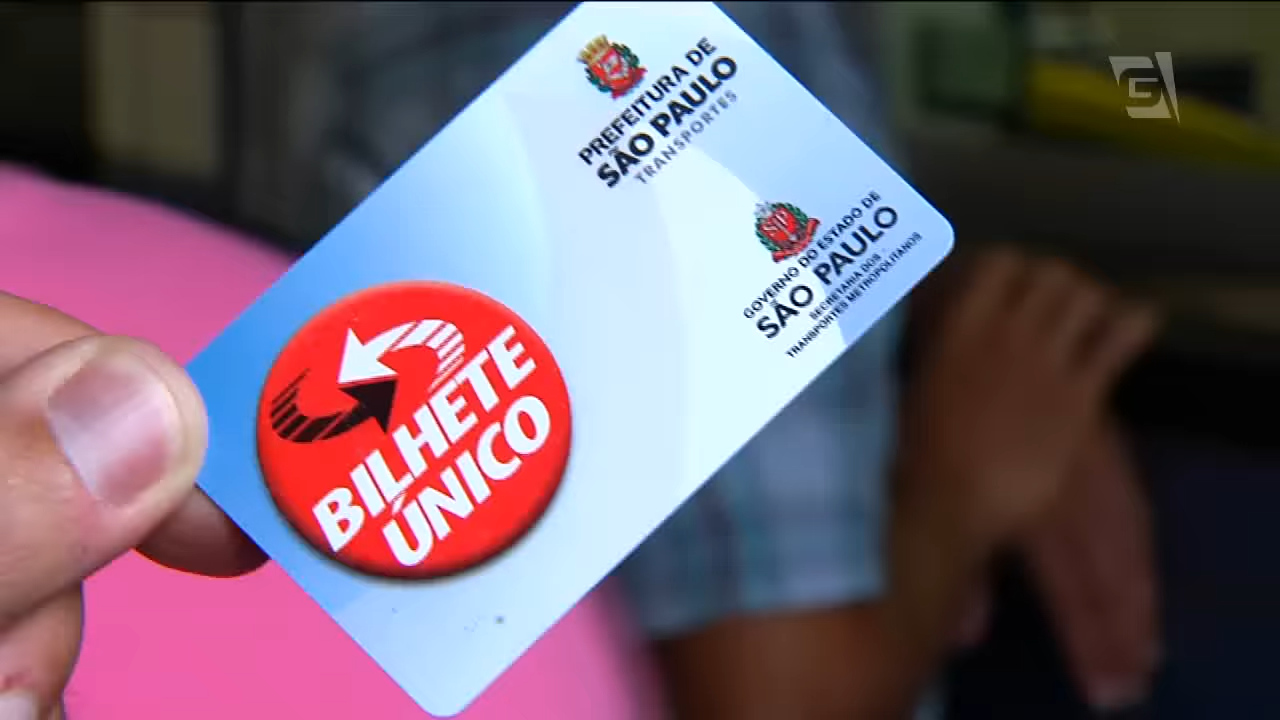 PREFEITURA DE
SÃO PAULO
TRANSPORTES
GOVERNO DO ESTADO DE
SÃO PAULO
SECRETARIA DOS
TRANSPORTES METROPOLITANOS
BILHETE
ÚNICO